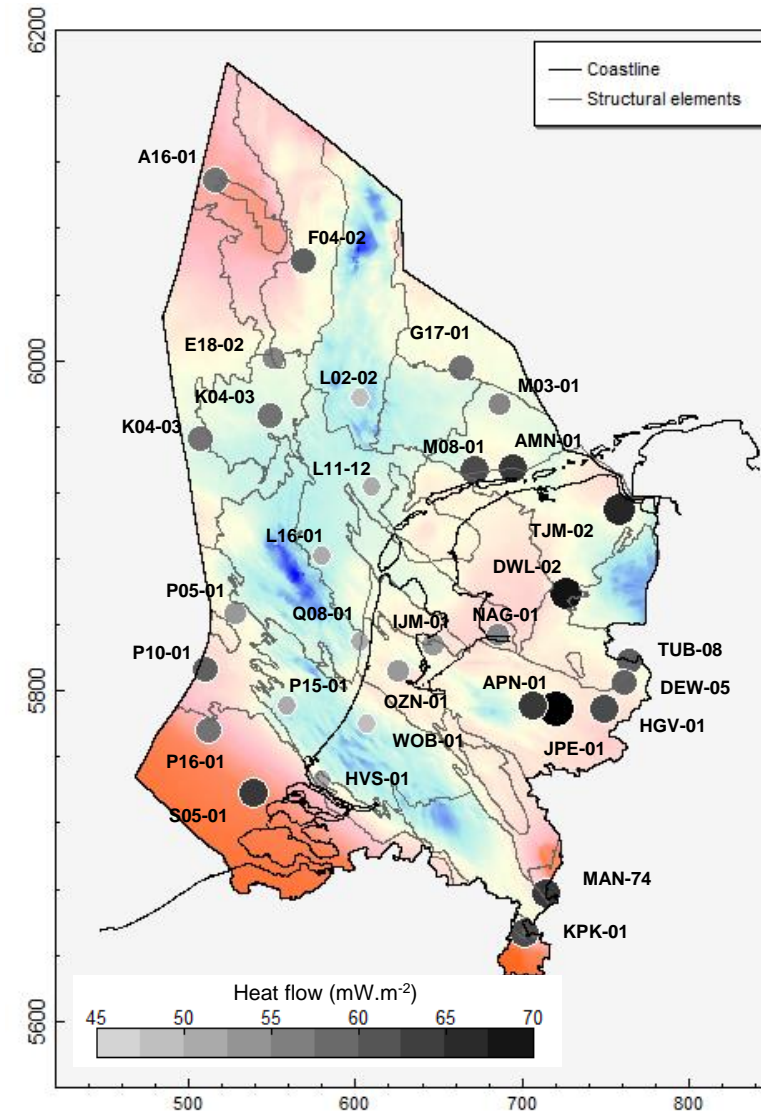 6200
Coastline
Structural elements
A16-01
F04-02
6000
G17-01
E18-02
L02-02
M03-01
K04-03
K04-03
M08-01
AMN-01
L11-12
TJM-02
L16-01
DWL-02
P05-01
Q08-01
IJM-01
NAG-01
TUB-08
P10-01
APN-01
DEW-05
5800
P15-01
OZN-01
HGV-01
WOB-01
JPE-01
P16-01
HVS-01
S05-01
MAN-74
KPK-01
Heat flow (mW.m-2)
45 50 55 60 65 70
5600
500 600 700 800